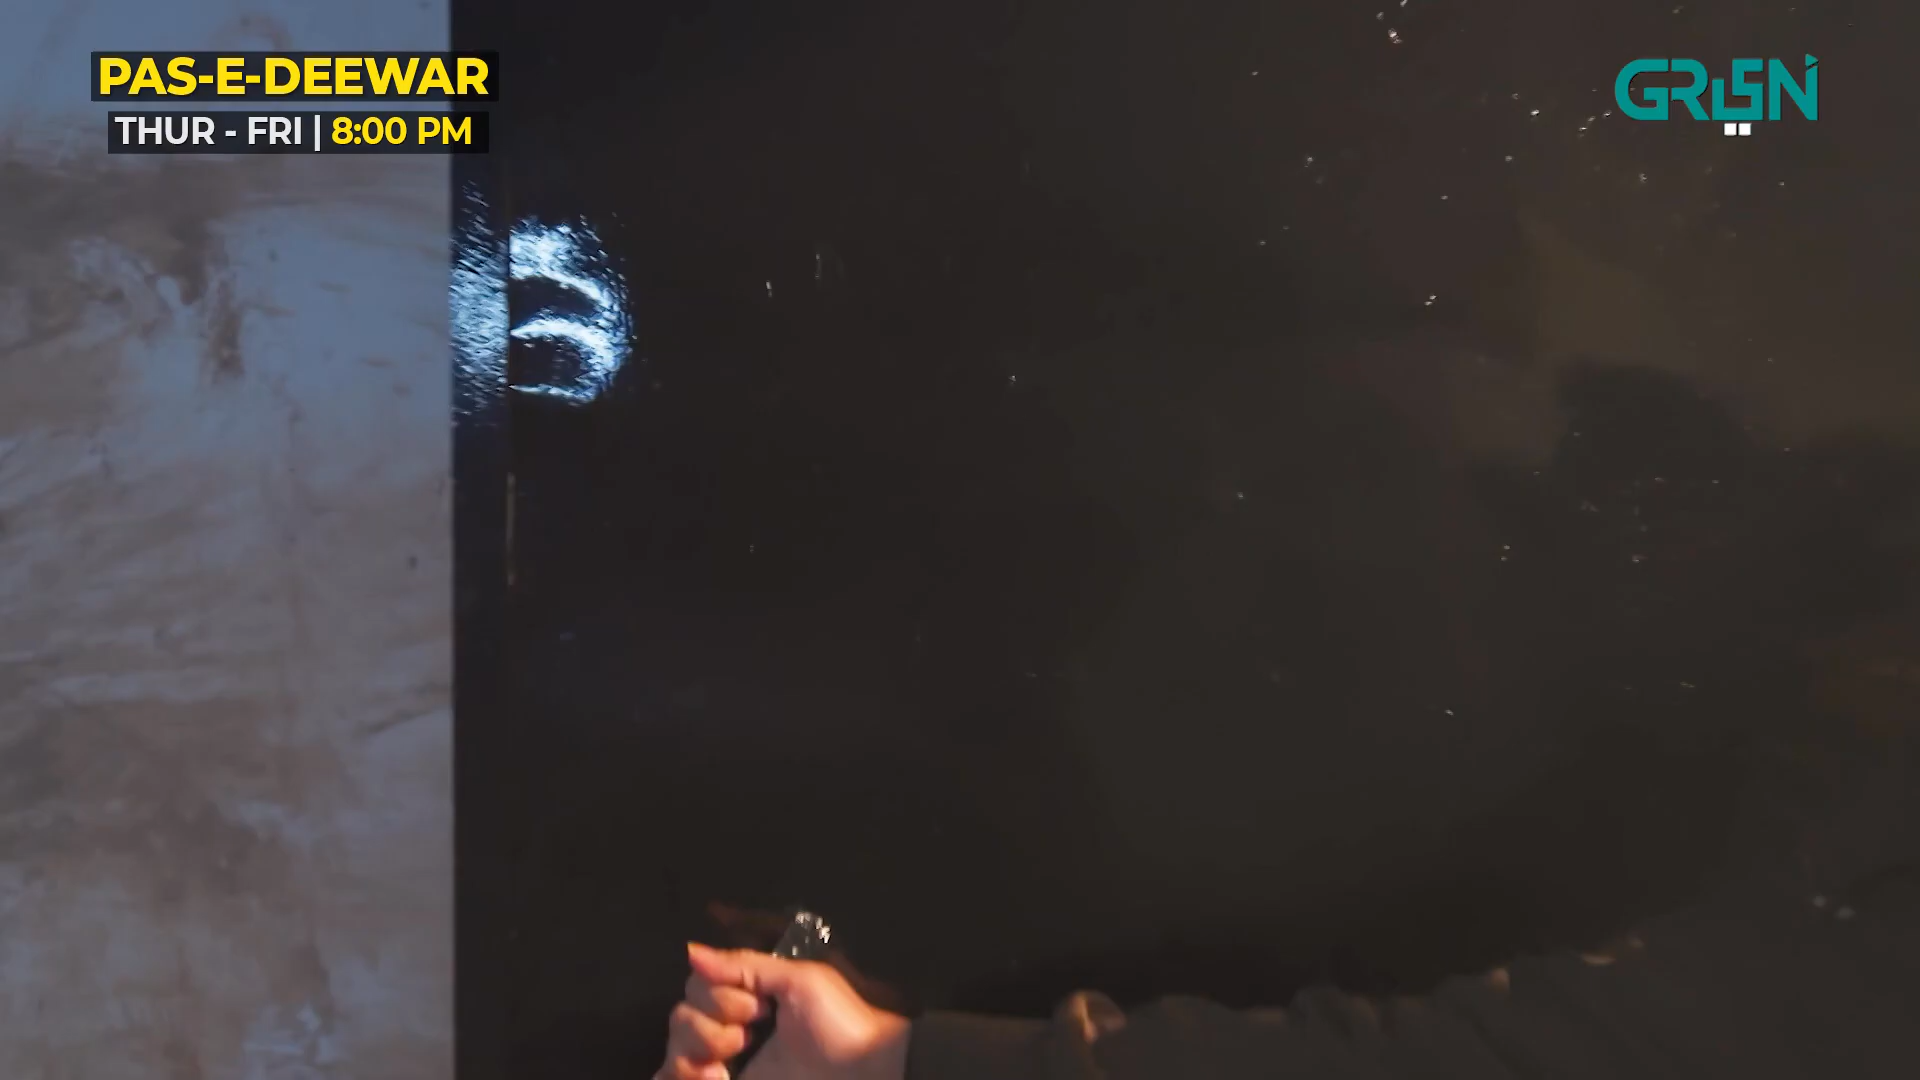 PAS-E-DEEWAR
THUR - FRI | 8:00 PM
GREEN